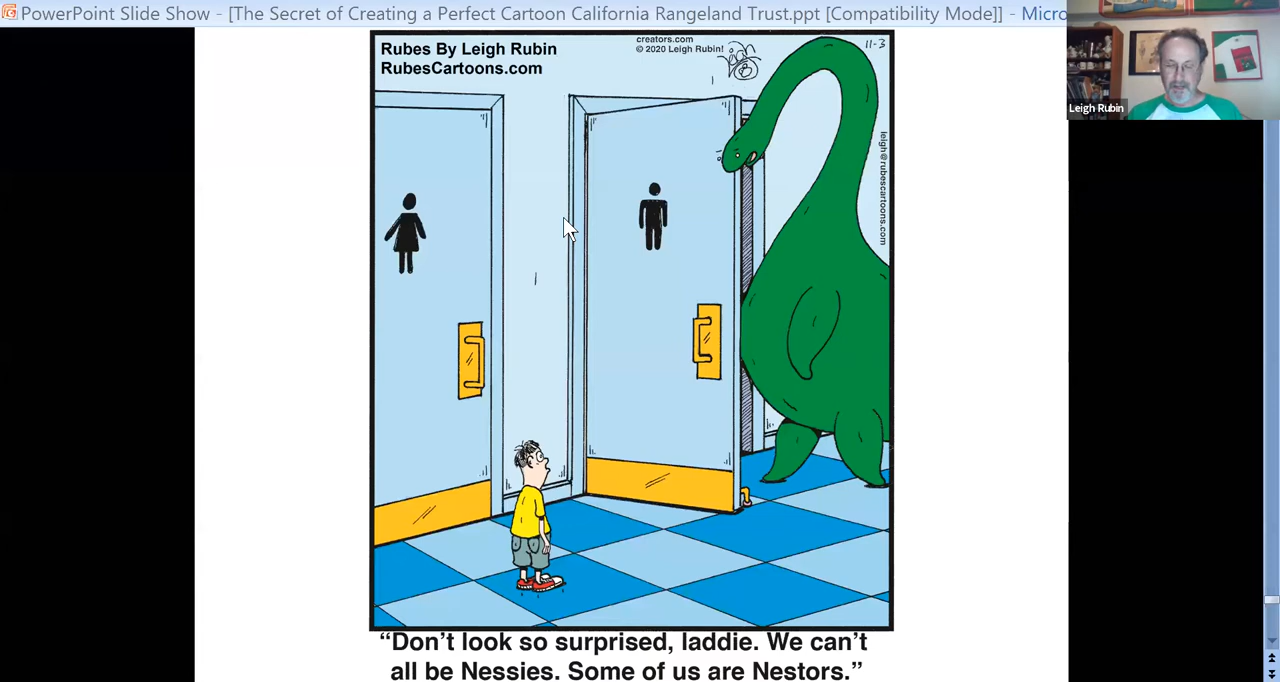 PowerPoint Slide Show - [The Secret of Creating a Perfect Cartoon California Rangeland Trust.ppt [Compatibility Mode]] - Micro
Leigh Rubin
Rubes By Leigh Rubin
RubesCartoons.com
creators.com
© 2020 Leigh Rubin!
11-3
leigh@rubescartoons.com
“Don’t look so surprised, laddie. We can’t
all be Nessies. Some of us are Nestors.”